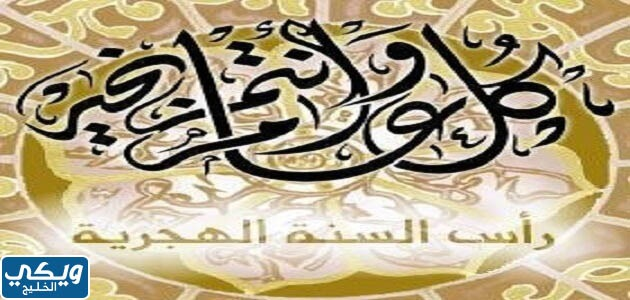 كل عام وأنتم بخير
رأس السنة الهجرية
ويكي
الخليج